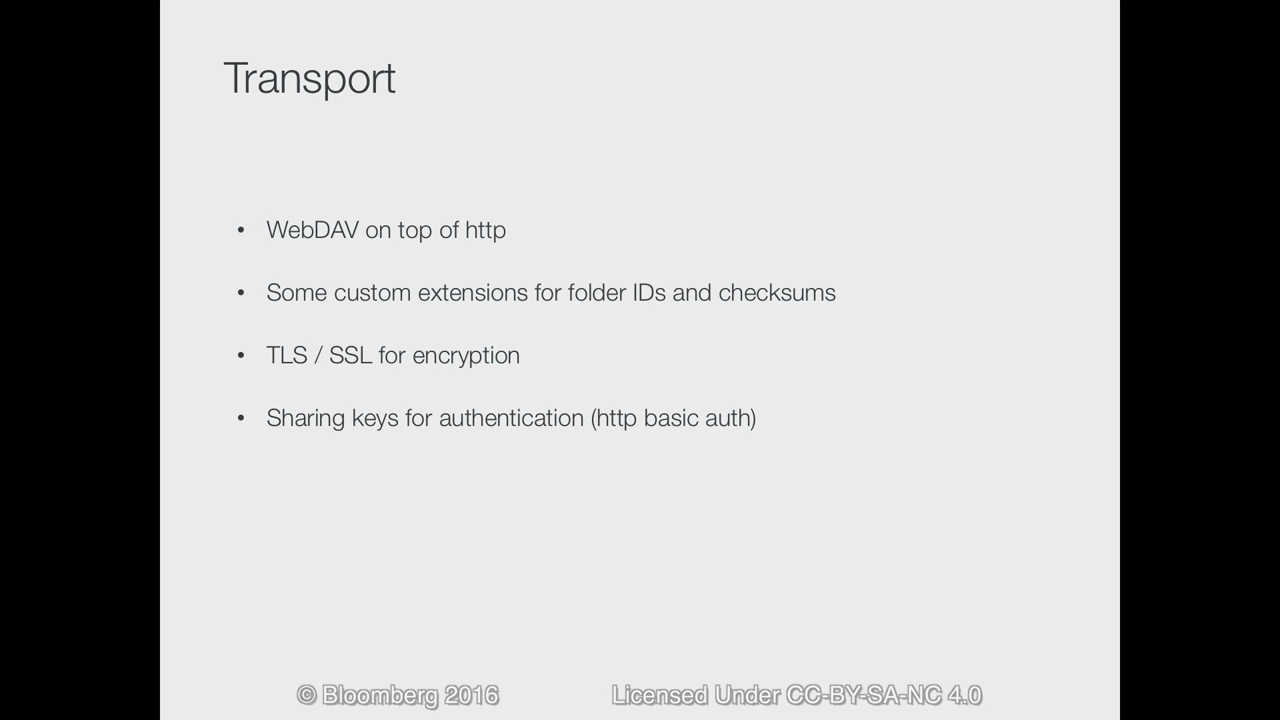 Transport
• WebDAV on top of http
• Some custom extensions for folder IDs and checksums
• TLS / SSL for encryption
• Sharing keys for authentication (http basic auth)
© Bloomberg 2016 Licensed Under CC-BY-SA-NC 4.0